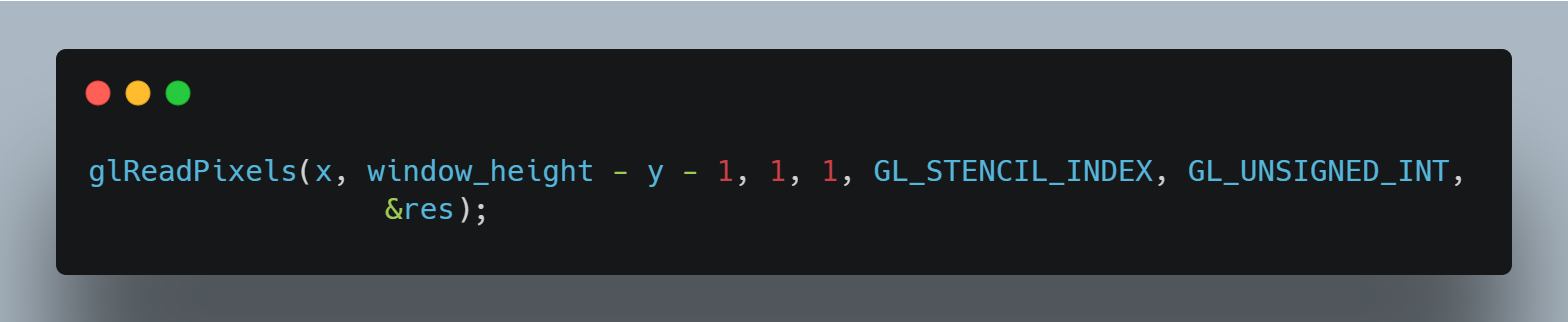 glReadPixels(x, window_height - y - 1, 1, 1, GL_STENCIL_INDEX, GL_UNSIGNED_INT,
&res);